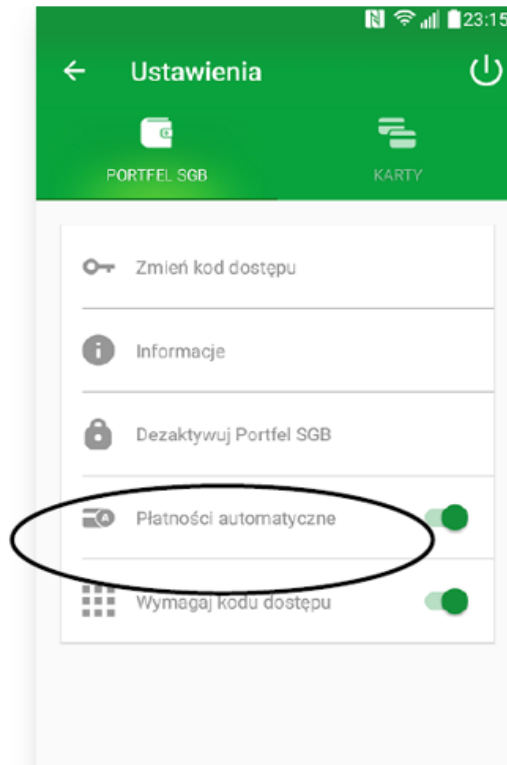 23:15
Ustawienia
PORTFEL SGB
KARTY
Zmień kod dostępu
Informacje
Dezaktywuj Portfel SGB
Płatności automatyczne
Wymagaj kodu dostępu